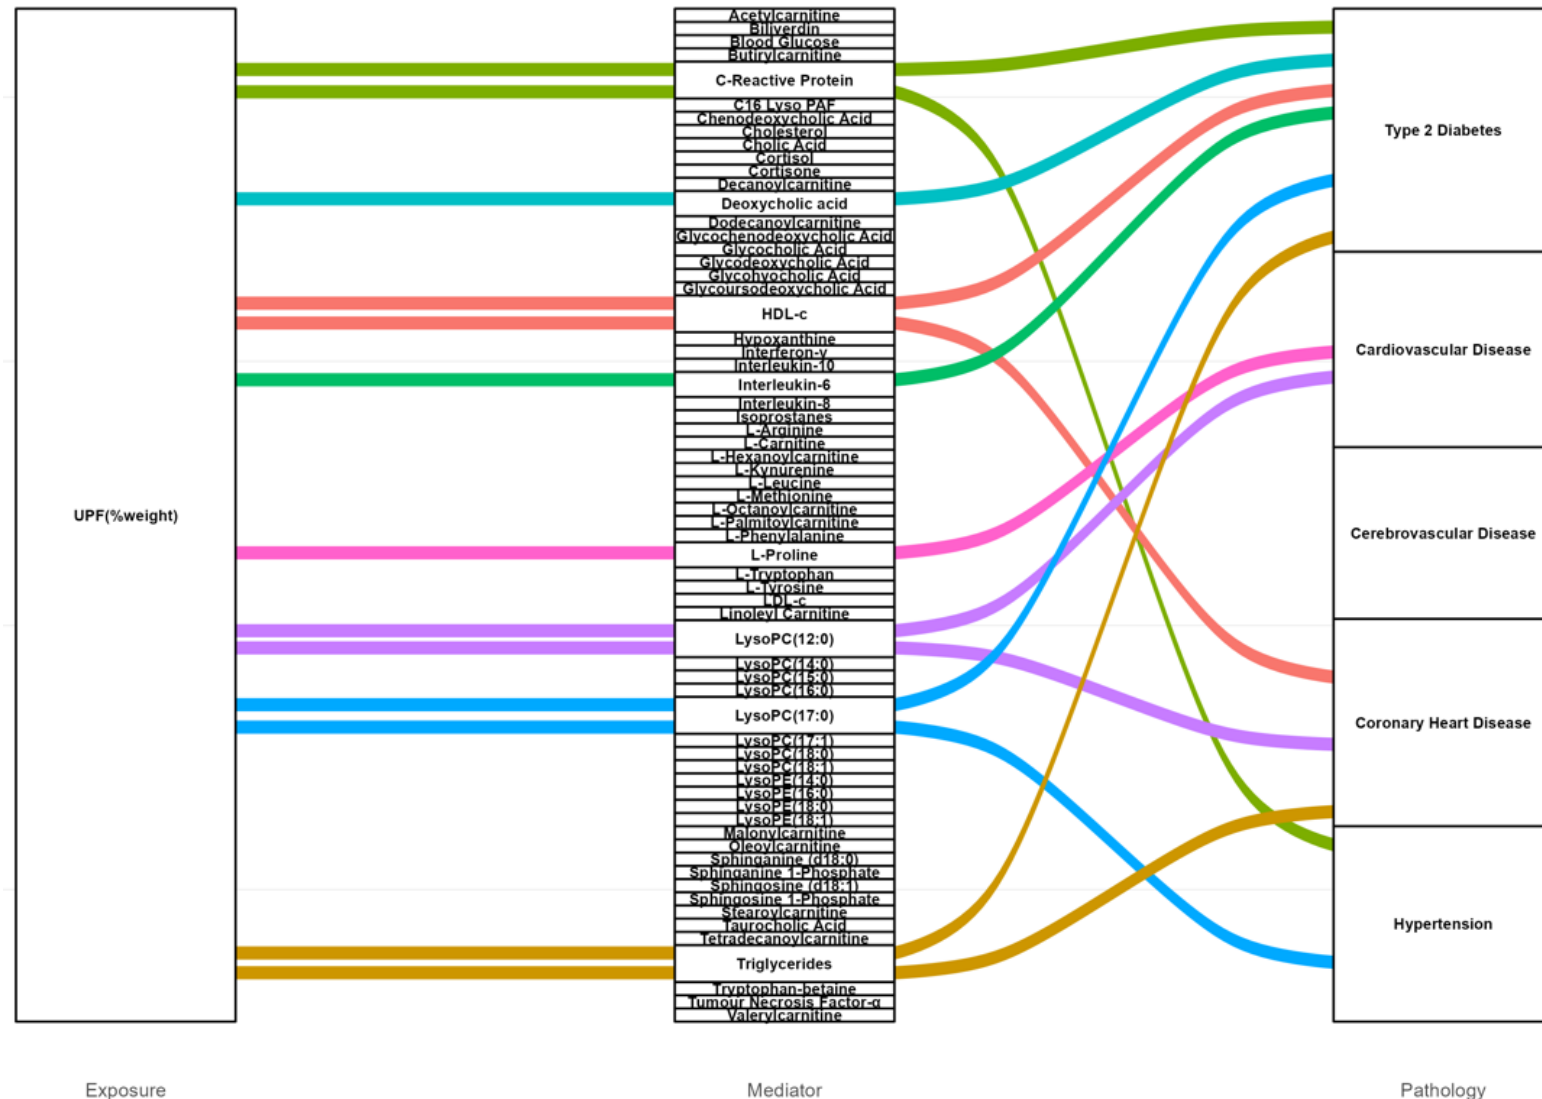 UPF(%weight)
Acetylcarnitine
Biliverdin
Blood Glucose
Butirylcarnitine
C-Reactive Protein
C16 Lyso PAF
Chenodeoxycholic Acid
Cholesterol
Cholic Acid
Cortisol
Cortisone
Decanoylcarnitine
Deoxycholic acid
Dodecanoylcarnitine
Glycochenodeoxycholic Acid
Glycocholic Acid
Glycodeoxycholic Acid
Glycohyocholic Acid
Glycoursodeoxycholic Acid
HDL-c
Hypoxanthine
Interferon-γ
Interleukin-10
Interleukin-6
Interleukin-8
Isoprostanes
L-Arginine
L-Carnitine
L-Hexanoylcarnitine
L-Kynurenine
L-Leucine
L-Methionine
L-Octanoylcarnitine
L-Palmitoylcarnitine
L-Phenylalanine
L-Proline
L-Tryptophan
L-Tyrosine
LDL-c
Linoleyl Carnitine
LysoPC(12:0)
LysoPC(14:0)
LysoPC(15:0)
LysoPC(16:0)
LysoPC(17:0)
LysoPC(17:1)
LysoPC(18:0)
LysoPC(18:1)
LysoPE(14:0)
LysoPE(16:0)
LysoPE(18:0)
LysoPE(18:1)
Malonylcarnitine
Oleoylcarnitine
Sphinganine (d18:0)
Sphinganine 1-Phosphate
Sphingosine (d18:1)
Sphingosine 1-Phosphate
Stearoylcarnitine
Taurocholic Acid
Tetradecanoylcarnitine
Triglycerides
Tryptophan-betaine
Tumour Necrosis Factor-α
Valerylcarnitine
Type 2 Diabetes
Cardiovascular Disease
Cerebrovascular Disease
Coronary Heart Disease
Hypertension
Exposure
Mediator
Pathology